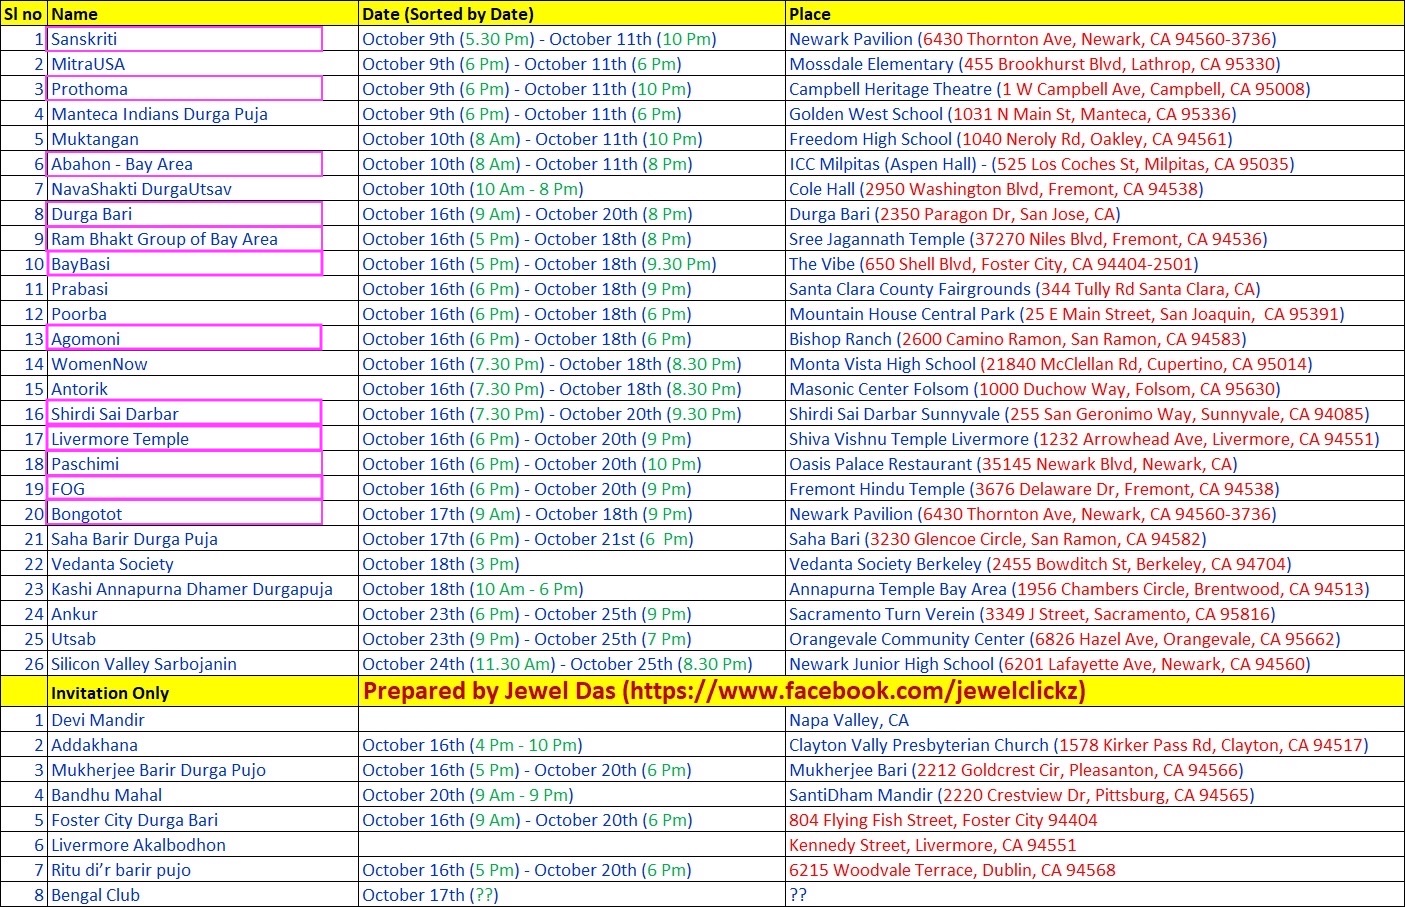 Sl no Name Date (Sorted by Date) Place
1 Sanskriti October 9th (5.30 Pm) - October 11th (10 Pm) Newark Pavilion (6430 Thornton Ave, Newark, CA 94560-3736)
2 MitraUSA October 9th (6 Pm) - October 11th (6 Pm) Mossdale Elementary (455 Brookhurst Blvd, Lathrop, CA 95330)
3 Prothoma October 9th (6 Pm) - October 11th (10 Pm) Campbell Heritage Theatre (1 W Campbell Ave, Campbell, CA 95008)
4 Manteca Indians Durga Puja October 9th (6 Pm) - October 11th (6 Pm) Golden West School (1031 N Main St, Manteca, CA 95336)
5 Muktangan October 10th (8 Am) - October 11th (10 Pm) Freedom High School (1040 Neroly Rd, Oakley, CA 94561)
6 Abahon - Bay Area October 10th (8 Am) - October 11th (8 Pm) ICC Milpitas (Aspen Hall) - (525 Los Coches St, Milpitas, CA 95035)
7 NavaShakti DurgaUtsav October 10th (10 Am - 8 Pm) Cole Hall (2950 Washington Blvd, Fremont, CA 94538)
8 Durga Bari October 16th (9 Am) - October 20th (8 Pm) Durga Bari (2350 Paragon Dr, San Jose, CA)
9 Ram Bhakt Group of Bay Area October 16th (5 Pm) - October 18th (8 Pm) Sree Jagannath Temple (37270 Niles Blvd, Fremont, CA 94536)
10 BayBasi October 16th (5 Pm) - October 18th (9.30 Pm) The Vibe (650 Shell Blvd, Foster City, CA 94404-2501)
11 Prabasi October 16th (6 Pm) - October 18th (9 Pm) Santa Clara County Fairgrounds (344 Tully Rd Santa Clara, CA)
12 Poorba October 16th (6 Pm) - October 18th (6 Pm) Mountain House Central Park (25 E Main Street, San Joaquin, CA 95391)
13 Agomoni October 16th (6 Pm) - October 18th (6 Pm) Bishop Ranch (2600 Camino Ramon, San Ramon, CA 94583)
14 WomenNow October 16th (7.30 Pm) - October 18th (8.30 Pm) Monta Vista High School (21840 McClellan Rd, Cupertino, CA 95014)
15 Antorik October 16th (7.30 Pm) - October 18th (8.30 Pm) Masonic Center Folsom (1000 Duchow Way, Folsom, CA 95630)
16 Shirdi Sai Darbar October 16th (7.30 Pm) - October 20th (9.30 Pm) Shirdi Sai Darbar Sunnyvale (255 San Geronimo Way, Sunnyvale, CA 94085)
17 Livermore Temple October 16th (6 Pm) - October 20th (9 Pm) Shiva Vishnu Temple Livermore (1232 Arrowhead Ave, Livermore, CA 94551)
18 Paschimi October 16th (6 Pm) - October 20th (10 Pm) Oasis Palace Restaurant (35145 Newark Blvd, Newark, CA)
19 FOG October 16th (6 Pm) - October 20th (9 Pm) Fremont Hindu Temple (3676 Delaware Dr, Fremont, CA 94538)
20 Bongotot October 17th (9 Am) - October 18th (9 Pm) Newark Pavilion (6430 Thornton Ave, Newark, CA 94560-3736)
21 Saha Barir Durga Puja October 17th (6 Pm) - October 21st (6 Pm) Saha Bari (3230 Glencoe Circle, San Ramon, CA 94582)
22 Vedanta Society October 18th (3 Pm) Vedanta Society Berkeley (2455 Bowditch St, Berkeley, CA 94704)
23 Kashi Annapurna Dhamer Durgapuja October 18th (10 Am - 6 Pm) Annapurna Temple Bay Area (1956 Chambers Circle, Brentwood, CA 94513)
24 Ankur October 23th (6 Pm) - October 25th (9 Pm) Sacramento Turn Verein (3349 J Street, Sacramento, CA 95816)
25 Utsab October 23th (9 Pm) - October 25th (7 Pm) Orangevale Community Center (6826 Hazel Ave, Orangevale, CA 95662)
26 Silicon Valley Sarbojanin October 24th (11.30 Am) - October 25th (8.30 Pm) Newark Junior High School (6201 Lafayette Ave, Newark, CA 94560)
Invitation Only Prepared by Jewel Das (https://www.facebook.com/jewelclickz)
1 Devi Mandir Napa Valley, CA
2 Addakhana October 16th (4 Pm - 10 Pm) Clayton Vally Presbyterian Church (1578 Kirker Pass Rd, Clayton, CA 94517)
3 Mukherjee Barir Durga Pujo October 16th (5 Pm) - October 20th (6 Pm) Mukherjee Bari (2212 Goldcrest Cir, Pleasanton, CA 94566)
4 Bandhu Mahal October 20th (9 Am - 9 Pm) SantiDham Mandir (2220 Crestview Dr, Pittsburg, CA 94565)
5 Foster City Durga Bari October 16th (9 Am) - October 20th (6 Pm) 804 Flying Fish Street, Foster City 94404
6 Livermore Akalbodhon Kennedy Street, Livermore, CA 94551
7 Ritu di’r barir pujo October 16th (5 Pm) - October 20th (6 Pm) 6215 Woodvale Terrace, Dublin, CA 94568
8 Bengal Club October 17th (??) ??